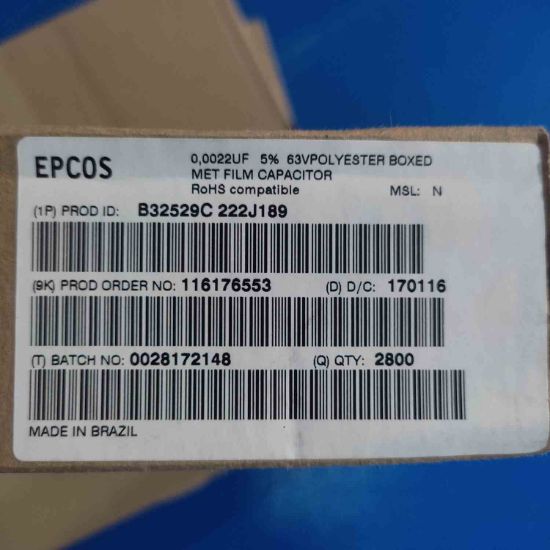 EPCOS
0,0022UF 5% 63VPOLYESTER BOXED
MET FILM CAPACITOR
RoHS compatible MSL: N
(1P) PROD ID: B32529C 222J189
(9K) PROD ORDER NO: 116176553 (D) D/C: 170116
(T) BATCH NO: 0028172148 (Q) QTY: 2800
MADE IN BRAZIL